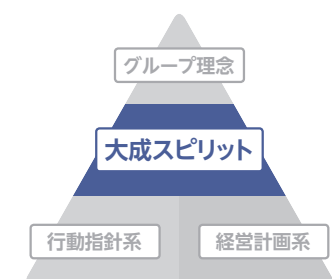 グループ理念
大成スピリット
行動指針系
経営計画系